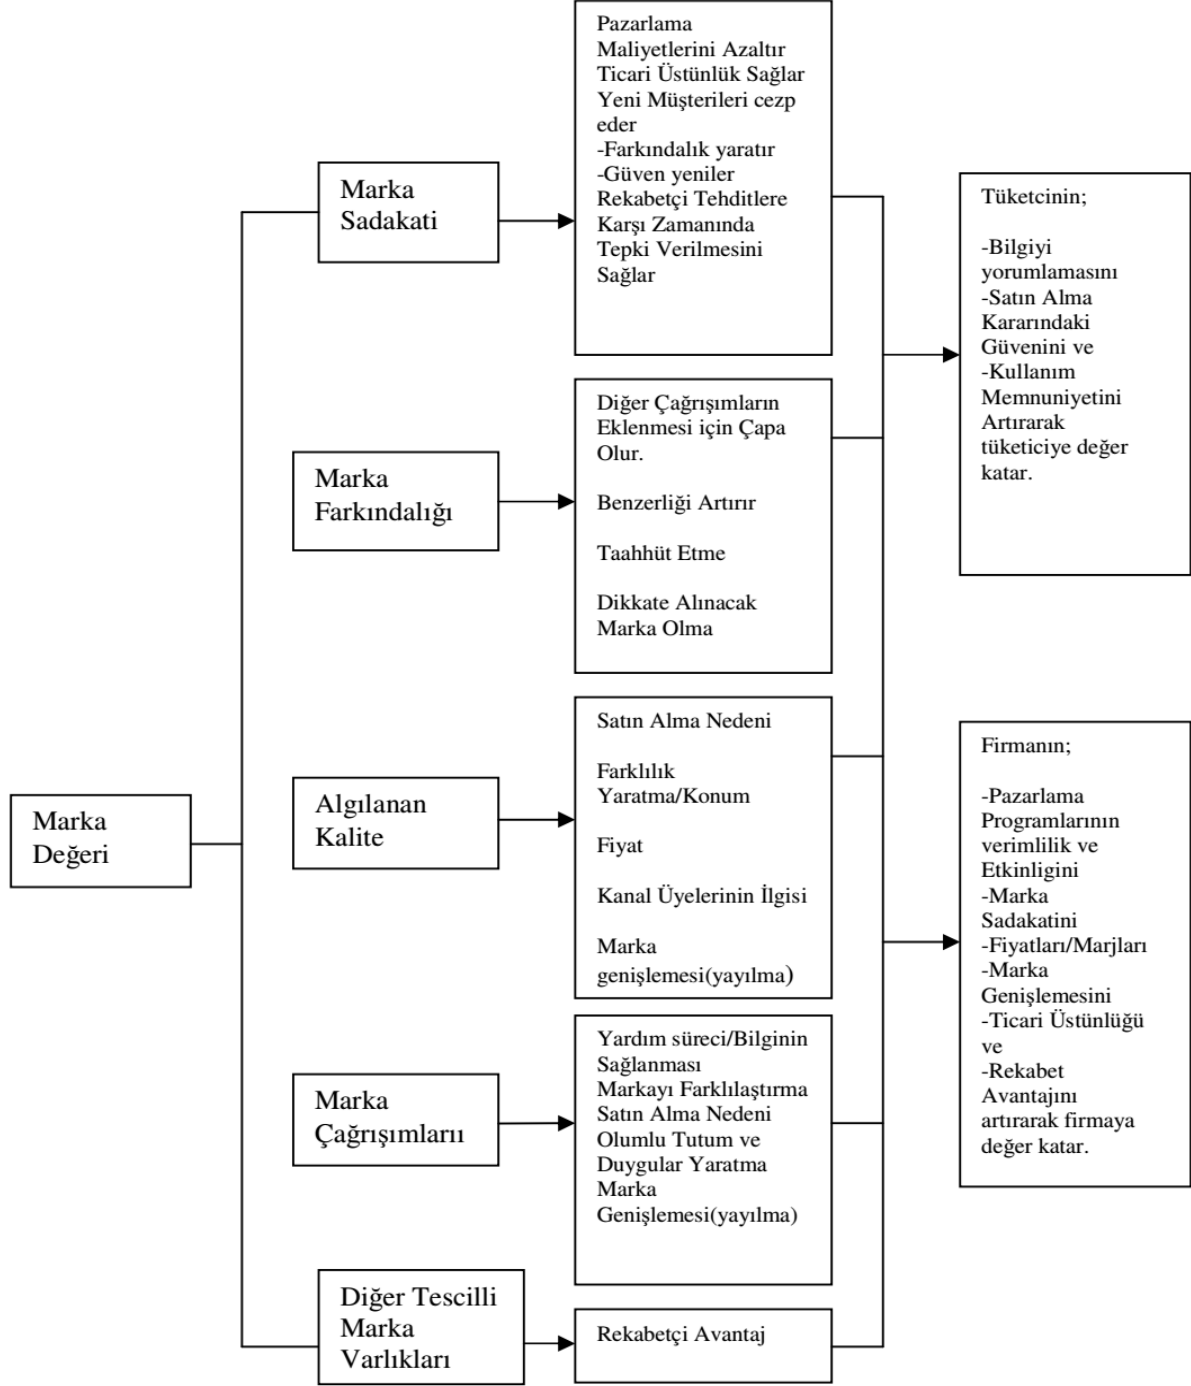 Marka
Değeri
Marka
Sadakati
Pazarlama
Maliyetlerini Azaltır
Ticari Üstünlük Sağlar
Yeni Müşterileri cezp
eder
-Farkındalık yaratır
-Güven yeniler
Rekabetçi Tehditlere
Karşı Zamanında
Tepki Verilmesini
Sağlar
Marka
Farkındalığı
Diğer Çağrışımların
Eklenmesi için Çapa
Olur.
Benzerliği Artırır
Taahhüt Etme
Dikkate Alınacak
Marka Olma
Algılanan
Kalite
Satın Alma Nedeni
Farklılık
Yaratma/Konum
Fiyat
Kanal Üyelerinin İlgisi
Marka
genişlemesi(yayılma)
Marka
Çağrışımlarıı
Yardım süreci/Bilginin
Sağlanması
Markayı Farklılaştırma
Satın Alma Nedeni
Olumlu Tutum ve
Duygular Yaratma
Marka
Genişlemesi(yayılma)
Diğer Tescilli
Marka
Varlıkları
Rekabetçi Avantaj
Tüketcinin;
-Bilgiyi
yorumlamasını
-Satın Alma
Kararındaki
Güvenini ve
-Kullanım
Memnuniyetini
Artırarak
tüketiciye değer
katar.
Firmanın;
-Pazarlama
Programlarının
verimlilik ve
Etkinligini
-Marka
Sadakatini
-Fiyatları/Marjları
-Marka
Genişlemesini
-Ticari Üstünlüğü
ve
-Rekabet
Avantajını
artırarak firmaya
değer katar.